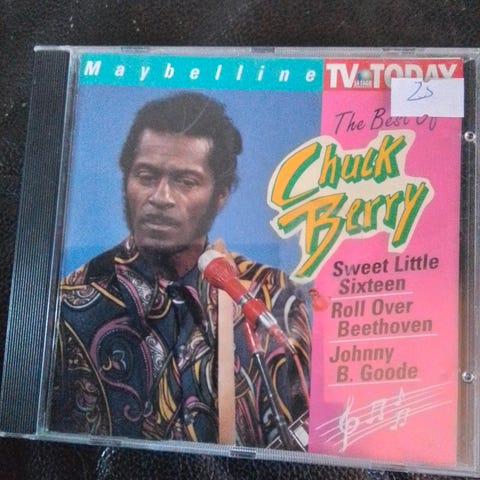 Maybelline
TV TODAY
25
The Best Of
Chuck
Berry
Sweet Little
Sixteen
Roll Over
Beethoven
Johnny
B. Goode